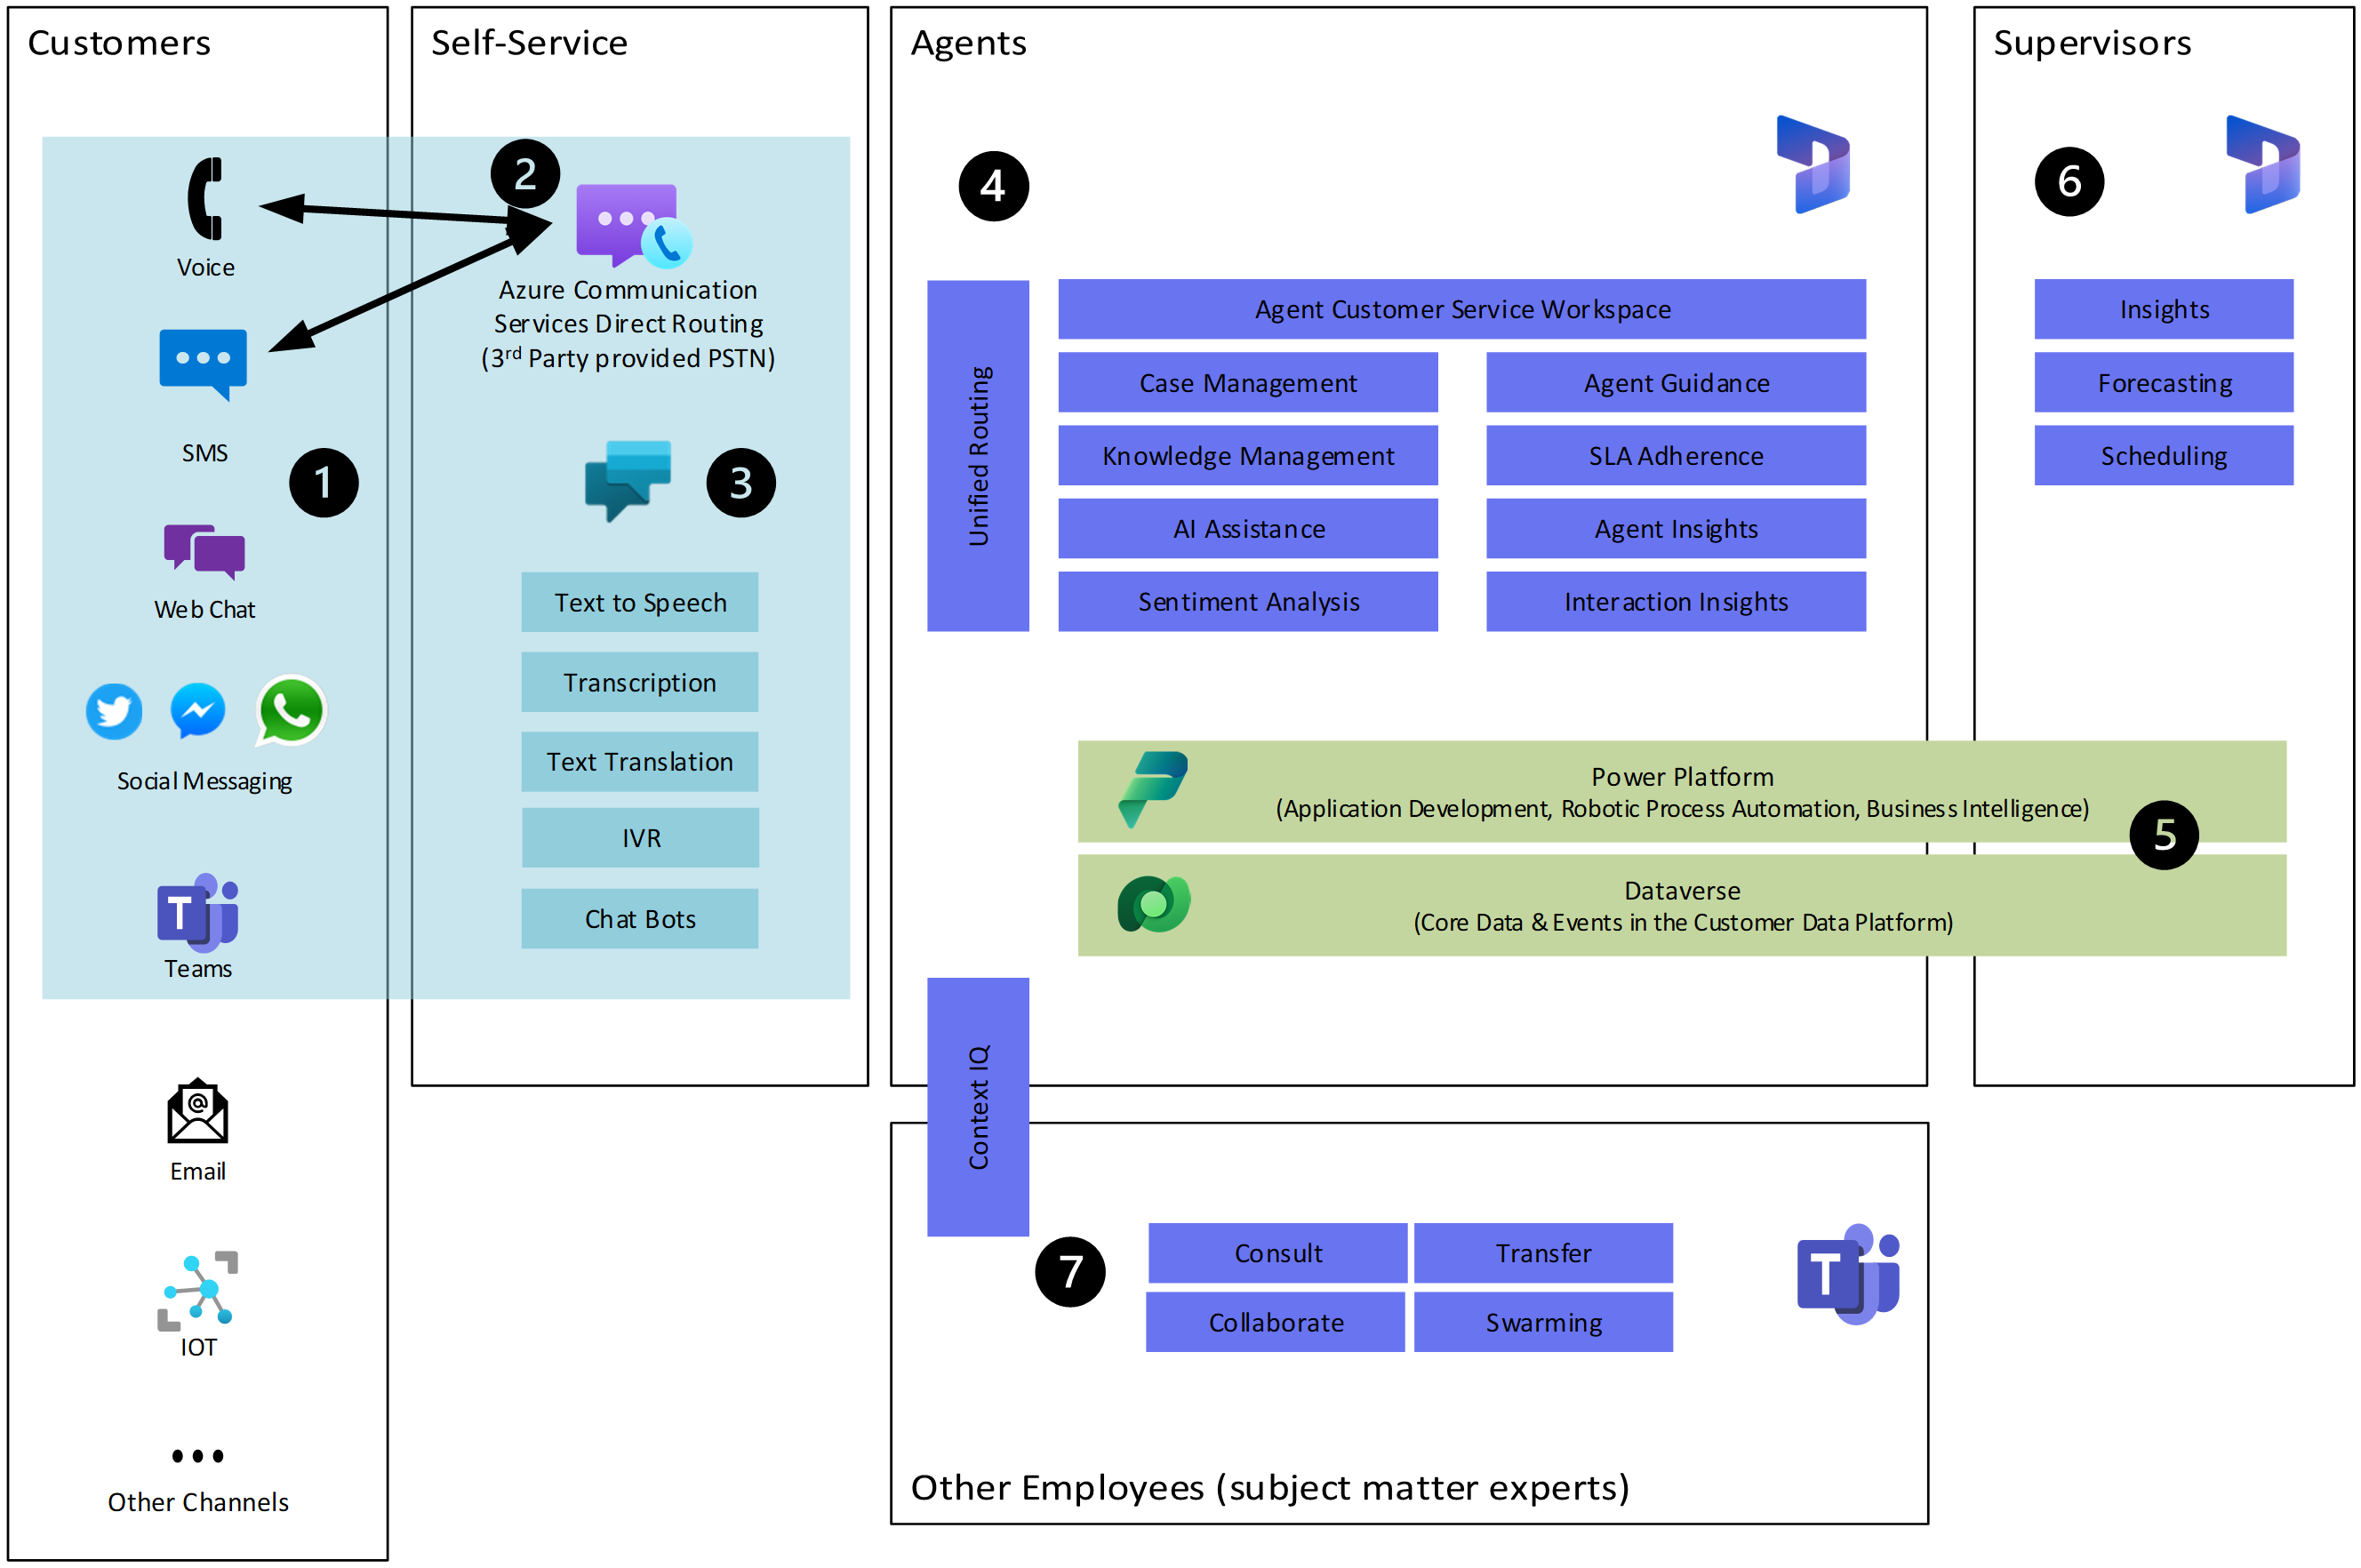 Customers
Voice
SMS
1
Web Chat
Social Messaging
T
Teams
Email
IOT
Other Channels
Self-Service
2
Azure Communication
Services Direct Routing
(3rd Party provided PSTN)
3
Text to Speech
Transcription
Text Translation
IVR
Chat Bots
Agents
4
Unified Routing
Agent Customer Service Workspace
Case Management
Agent Guidance
Knowledge Management
SLA Adherence
AI Assistance
Agent Insights
Sentiment Analysis
Interaction Insights
Supervisors
6
Insights
Forecasting
Scheduling
Power Platform
(Application Development, Robotic Process Automation, Business Intelligence)
5
Dataverse
(Core Data & Events in the Customer Data Platform)
Context IQ
7
Consult
Transfer
Collaborate
Swarming
T
Other Employees (subject matter experts)